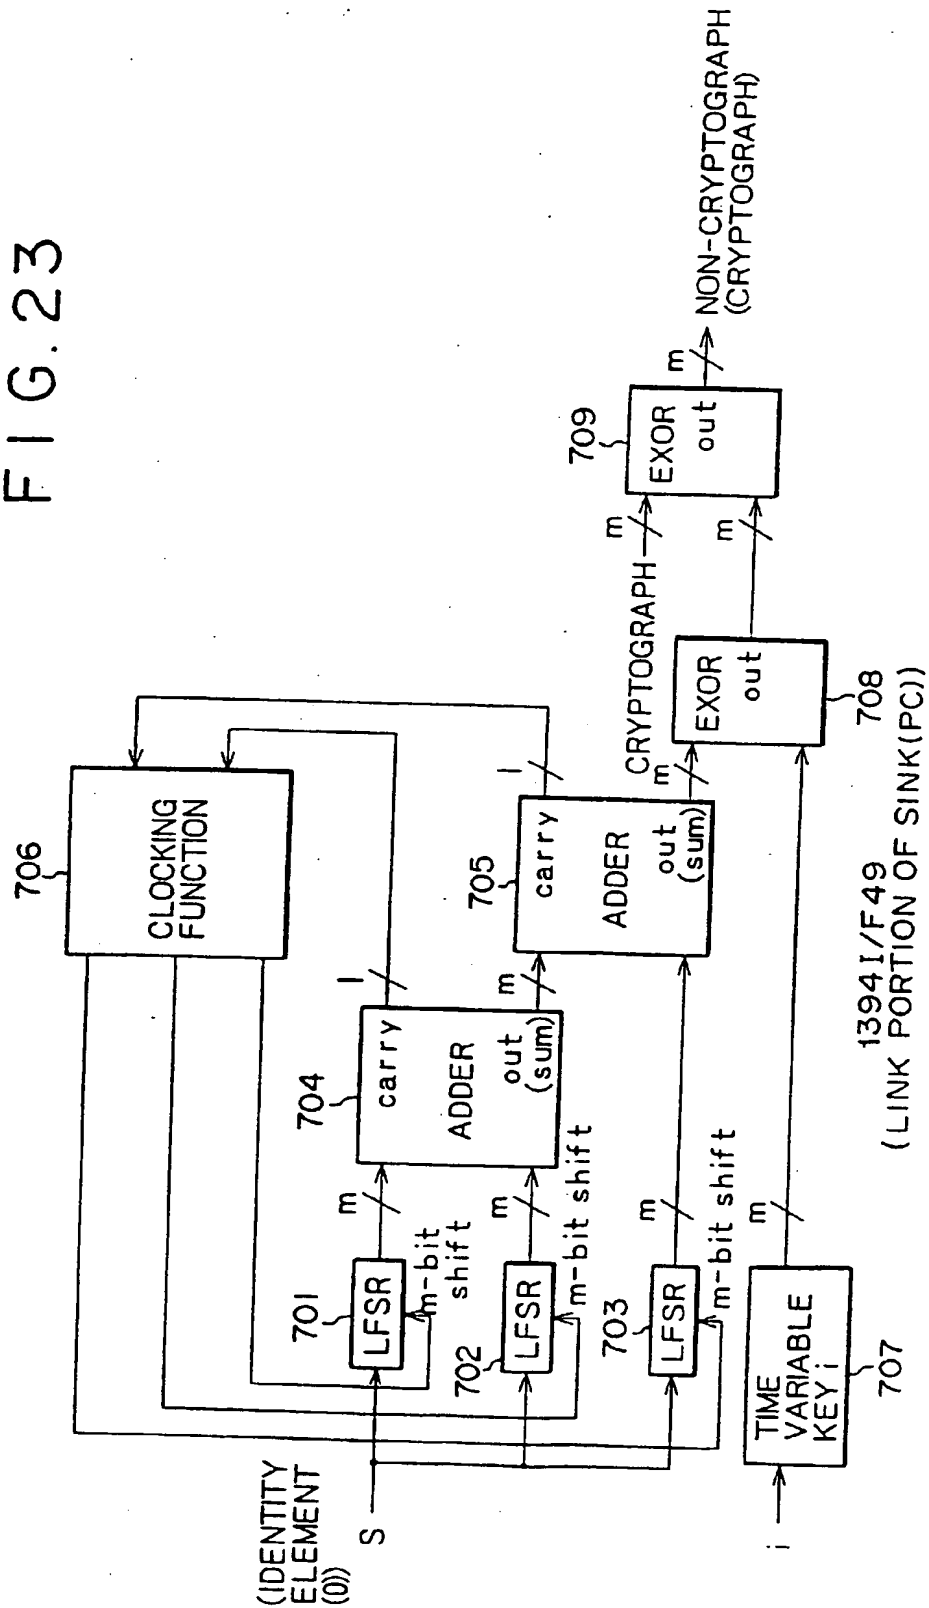 FIG. 23
706
CLOCKING
FUNCTION
(IDENTITY
ELEMENT
(0))
S
701
LFSR
m-bit
shift
m
704
carry
ADDER
out
(sum)
1
702
LFSR
m-bit shift
m
m
705
carry
ADDER
out
(sum)
1
703
LFSR
m-bit shift
m
CRYPTOGRAPH
m
m
709
EXOR
out
m
NON-CRYPTOGRAPH
(CRYPTOGRAPH)
EXOR
out
708
m
i
TIME
VARIABLE
KEY i
707
m
1394I/F49
(LINK PORTION OF SINK(PC))